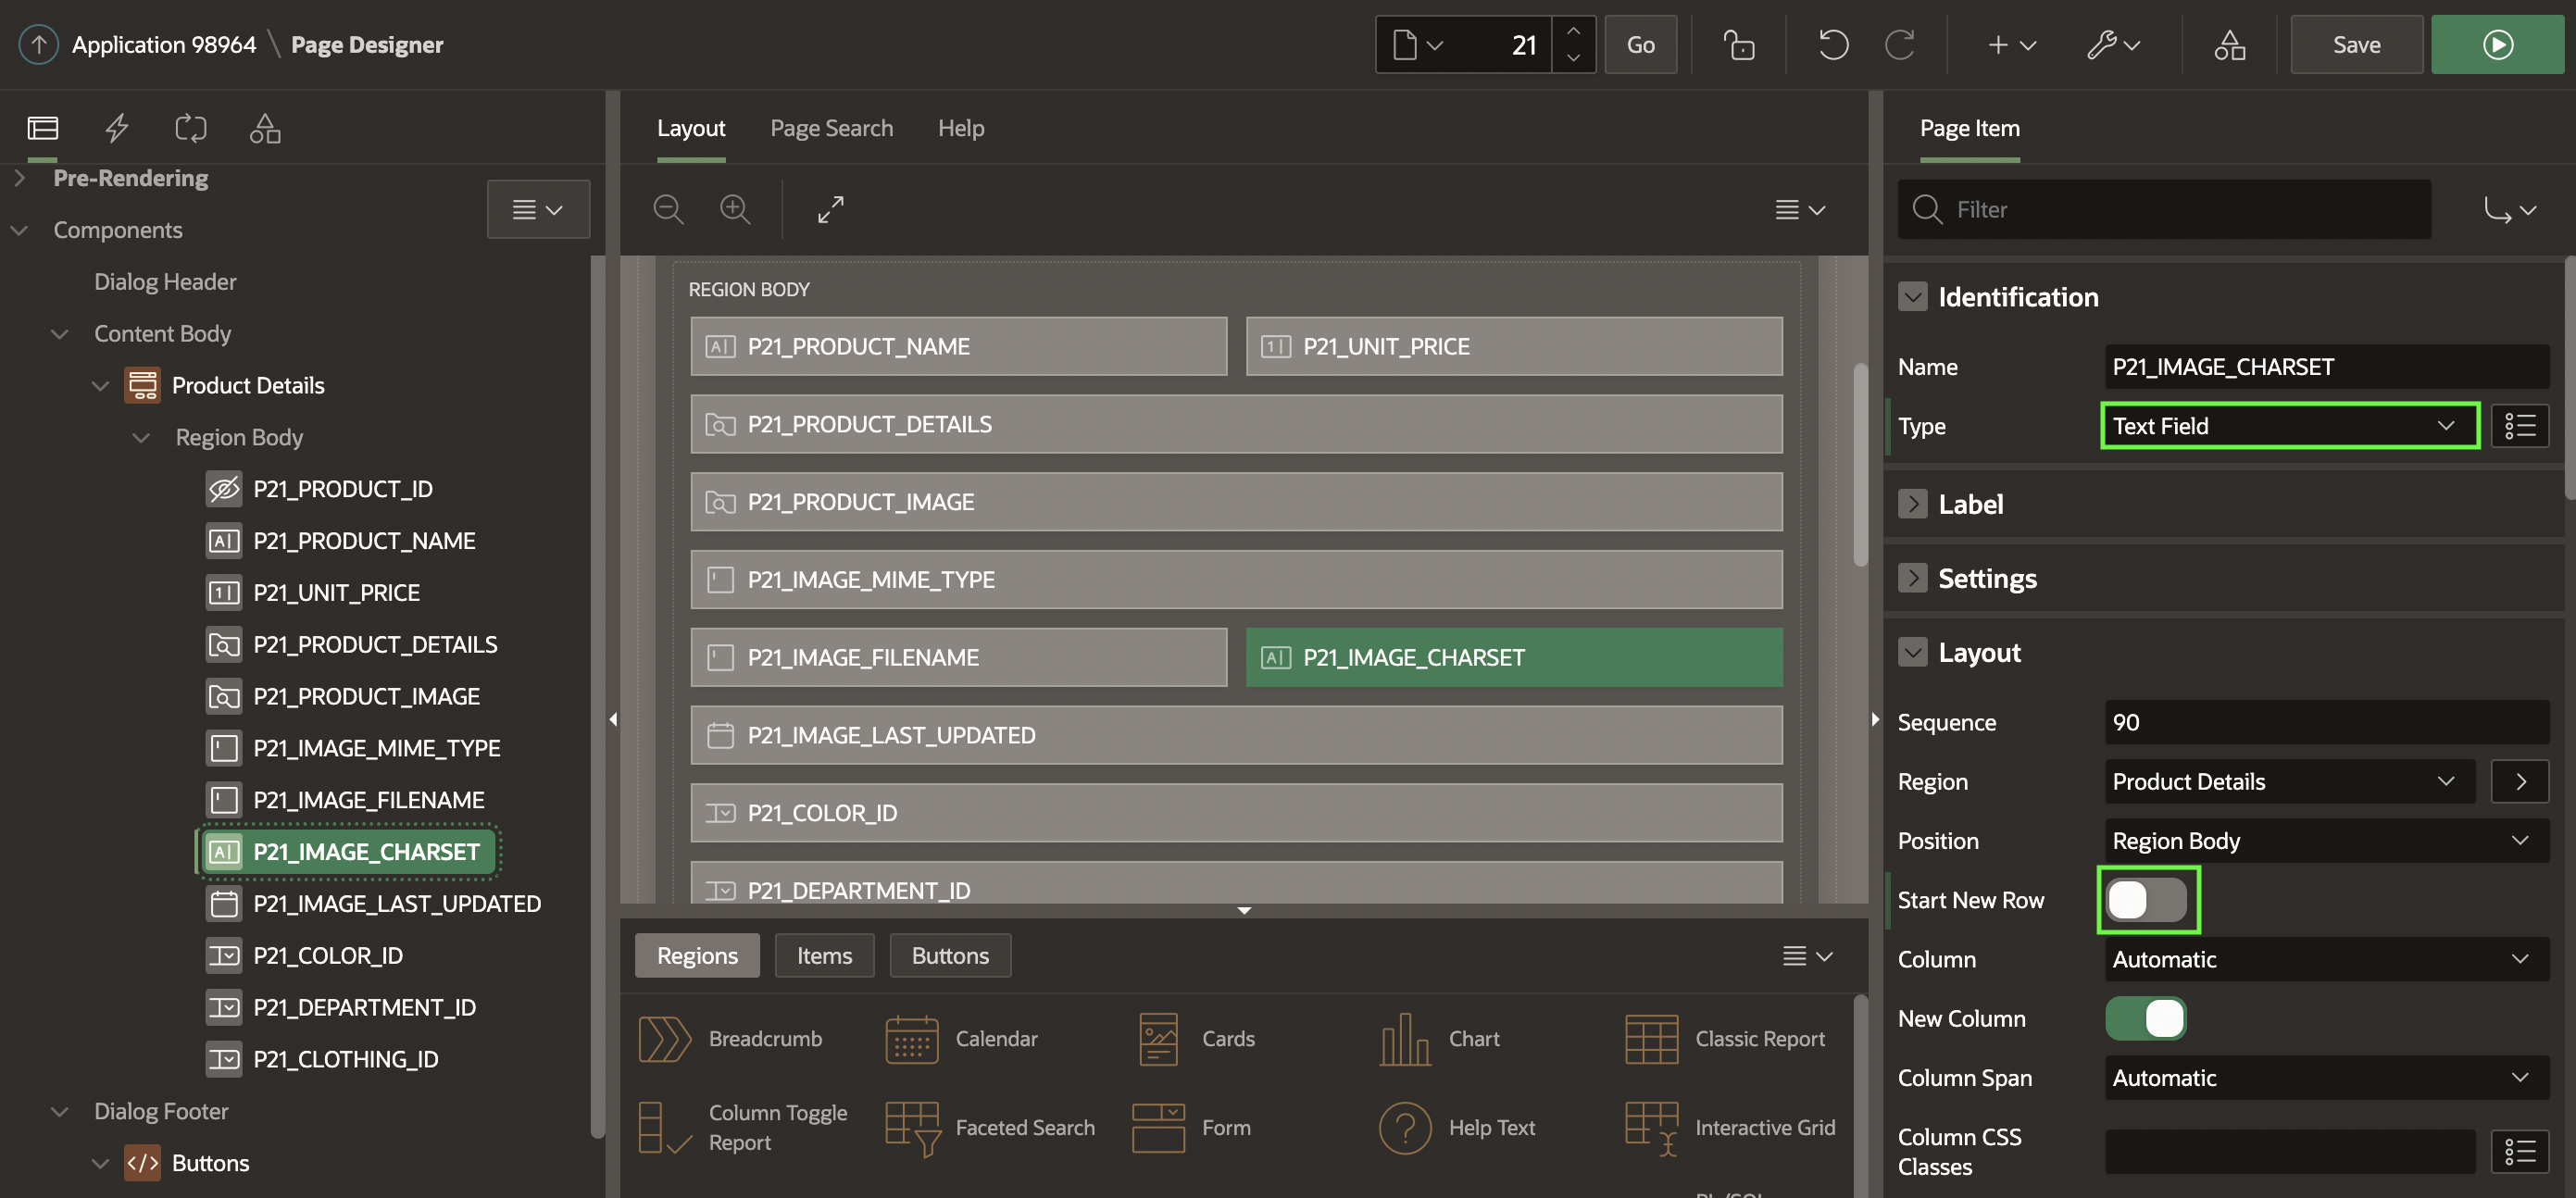 Application 98964 \ Page Designer
21
Go
Save
Pre-Rendering
Components
Dialog Header
Content Body
Product Details
Region Body
P21_PRODUCT_ID
P21_PRODUCT_NAME
P21_UNIT_PRICE
P21_PRODUCT_DETAILS
P21_PRODUCT_IMAGE
P21_IMAGE_MIME_TYPE
P21_IMAGE_FILENAME
P21_IMAGE_CHARSET
P21_IMAGE_LAST_UPDATED
P21_COLOR_ID
P21_DEPARTMENT_ID
P21_CLOTHING_ID
Dialog Footer
Buttons
Layout Page Search Help
REGION BODY
P21_PRODUCT_NAME P21_UNIT_PRICE
P21_PRODUCT_DETAILS
P21_PRODUCT_IMAGE
P21_IMAGE_MIME_TYPE
P21_IMAGE_FILENAME P21_IMAGE_CHARSET
P21_IMAGE_LAST_UPDATED
P21_COLOR_ID
P21_DEPARTMENT_ID
Regions Items Buttons
Breadcrumb Calendar Cards Chart Classic Report
Column Toggle
Report
Faceted Search Form Help Text Interactive Grid
Page Item
Filter
Identification
Name P21_IMAGE_CHARSET
Type Text Field
Label
Settings
Layout
Sequence 90
Region Product Details
Position Region Body
Start New Row
Column Automatic
New Column
Column Span Automatic
Column CSS
Classes